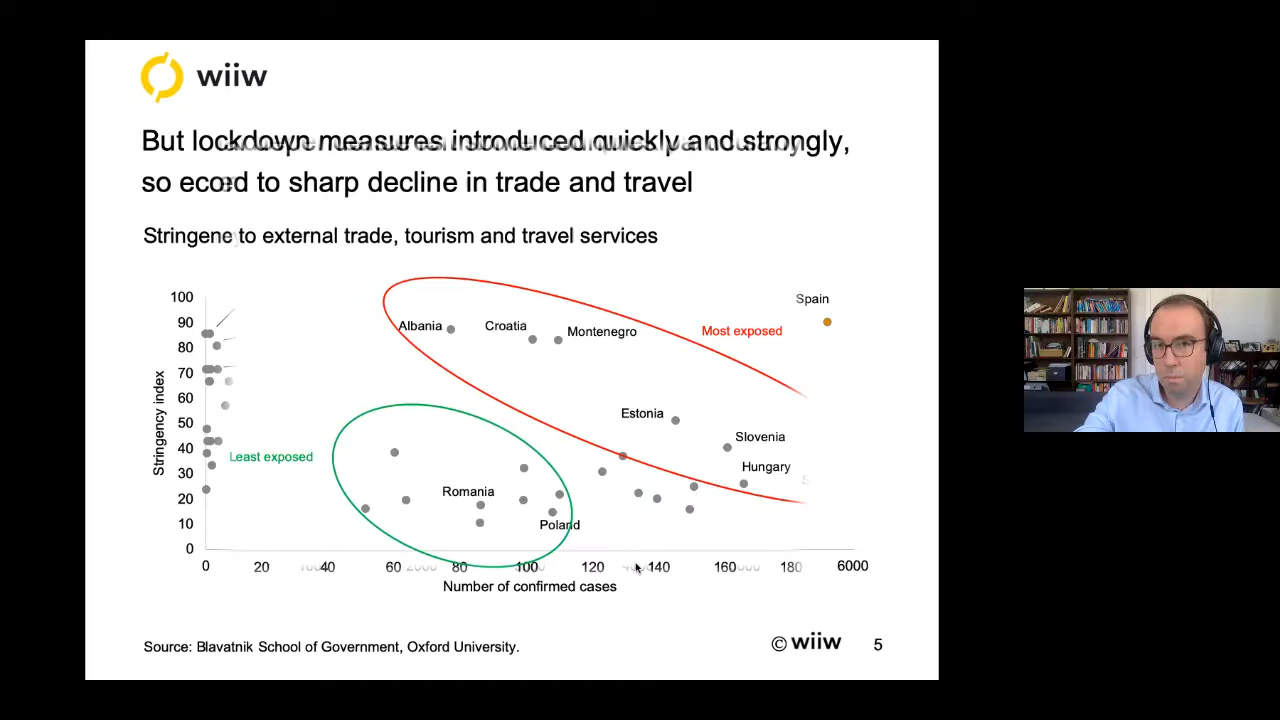 wiiw
But lockdown measures introduced quickly and strongly,
so ecod to sharp decline in trade and travel
Stringene to external trade, tourism and travel services
100
90
80
70
60
50
40
30
20
10
0
Stringency index
Spain
Albania
Croatia
Montenegro
Most exposed
Estonia
Slovenia
Hungary
Least exposed
Romania
Poland
0 20 40 60 80 100 120 140 160 180 6000
Number of confirmed cases
Source: Blavatnik School of Government, Oxford University.
© wiiw 5